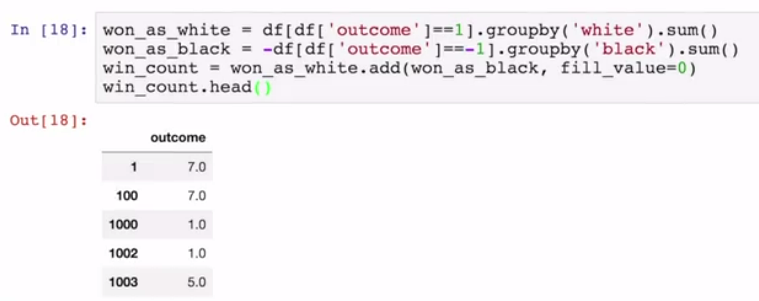 In [18]: won_as_white = df[df['outcome']==1].groupby('white').sum()
won_as_black = -df[df['outcome']==-1].groupby('black').sum()
win_count = won_as_white.add(won_as_black, fill_value=0)
win_count.head()
Out[18]:
outcome
1 7.0
100 7.0
1000 1.0
1002 1.0
1003 5.0